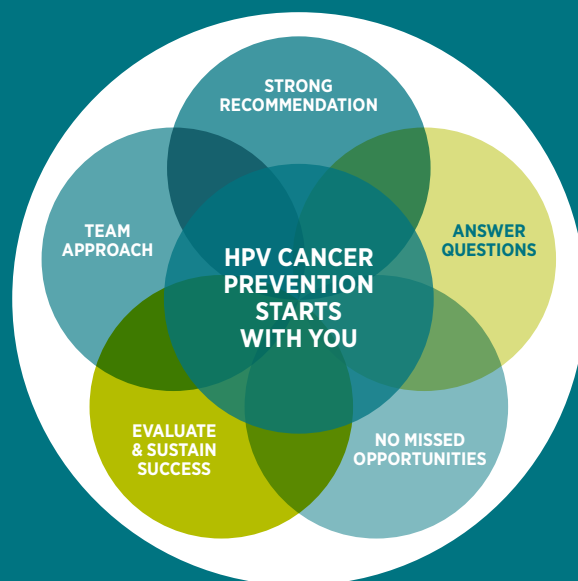 STRONG
RECOMMENDATION
TEAM
APPROACH
ANSWER
QUESTIONS
HPV CANCER
PREVENTION
STARTS
WITH YOU
EVALUATE
& SUSTAIN
SUCCESS
NO MISSED
OPPORTUNITIES